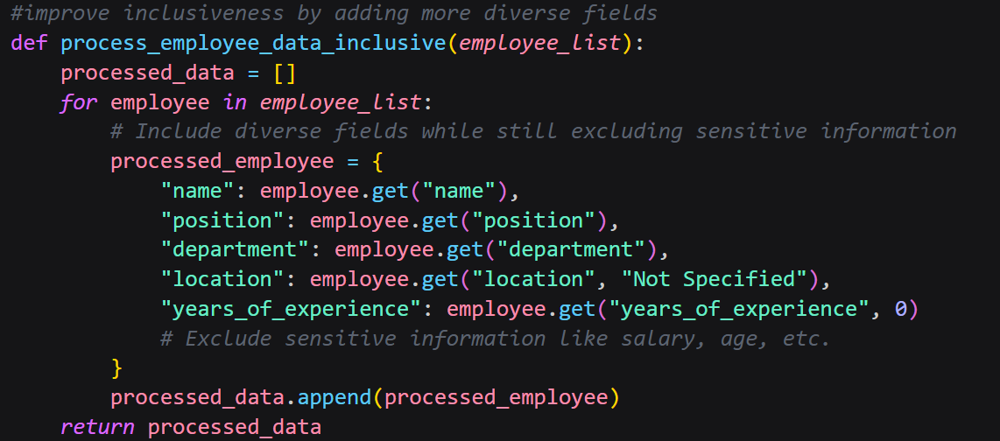 #improve inclusiveness by adding more diverse fields
def process_employee_data_inclusive(employee_list):
    processed_data = []
    for employee in employee_list:
        # Include diverse fields while still excluding sensitive information
        processed_employee = {
            "name": employee.get("name"),
            "position": employee.get("position"),
            "department": employee.get("department"),
            "location": employee.get("location", "Not Specified"),
            "years_of_experience": employee.get("years_of_experience", 0)
            # Exclude sensitive information like salary, age, etc.
        }
        processed_data.append(processed_employee)
    return processed_data